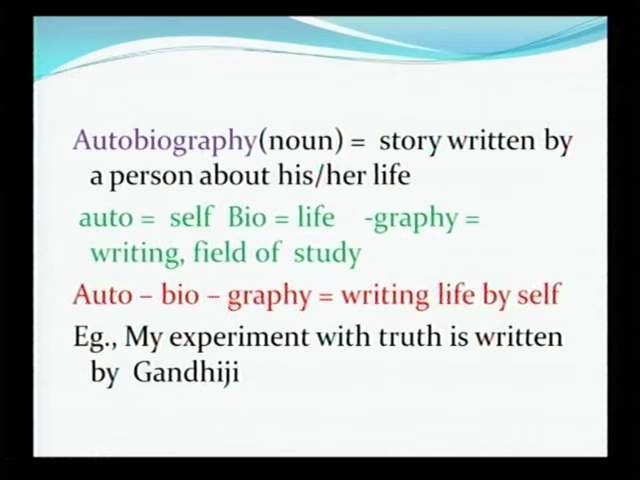 Autobiography(noun) = story written by
a person about his/her life
auto = self Bio = life -graphy =
writing, field of study
Auto – bio – graphy = writing life by self
Eg., My experiment with truth is written
by Gandhiji